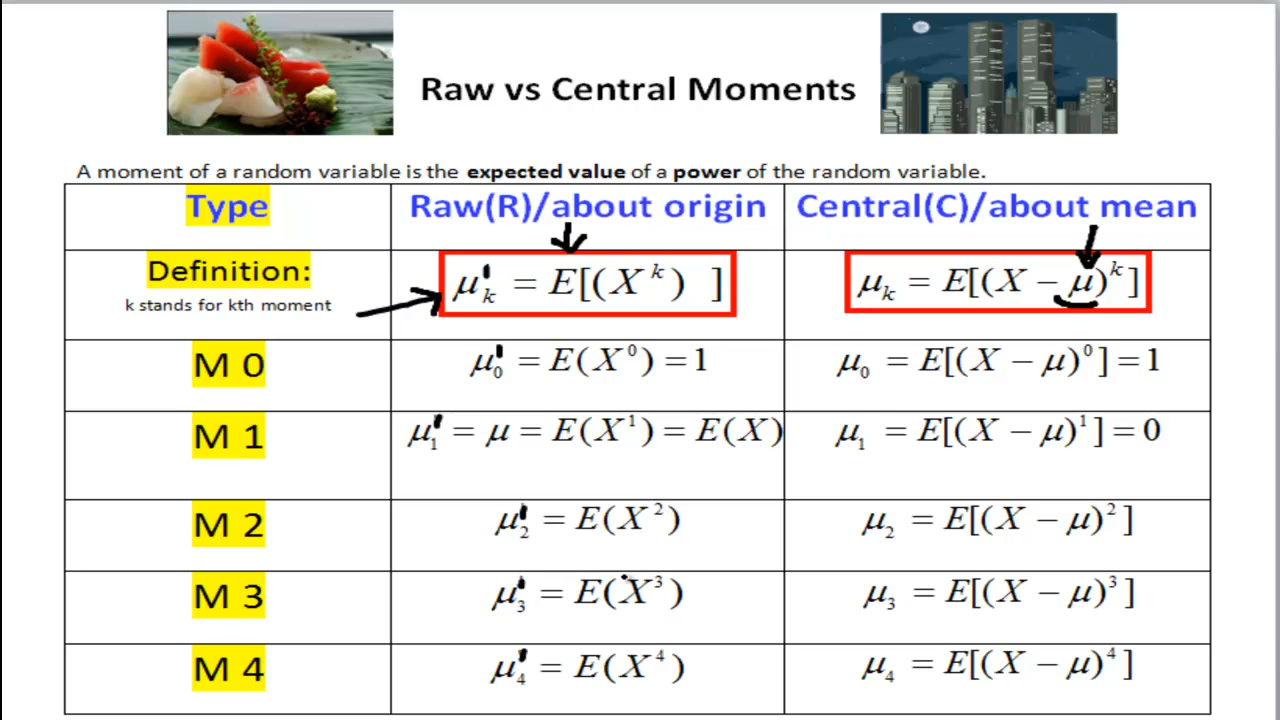 Raw vs Central Moments
A moment of a random variable is the expected value of a power of the random variable.
Type Raw(R)/about origin Central(C)/about mean
Definition: μ'ₖ = E[(Xᵏ) ] μₖ = E[(X − μ)ᵏ]
k stands for kth moment
M 0 μ'₀ = E(X⁰) = 1 μ₀ = E[(X − μ)⁰] = 1
M 1 μ'₁ = μ = E(X¹) = E(X) μ₁ = E[(X − μ)¹] = 0
M 2 μ'₂ = E(X²) μ₂ = E[(X − μ)²]
M 3 μ'₃ = E(X³) μ₃ = E[(X − μ)³]
M 4 μ'₄ = E(X⁴) μ₄ = E[(X − μ)⁴]